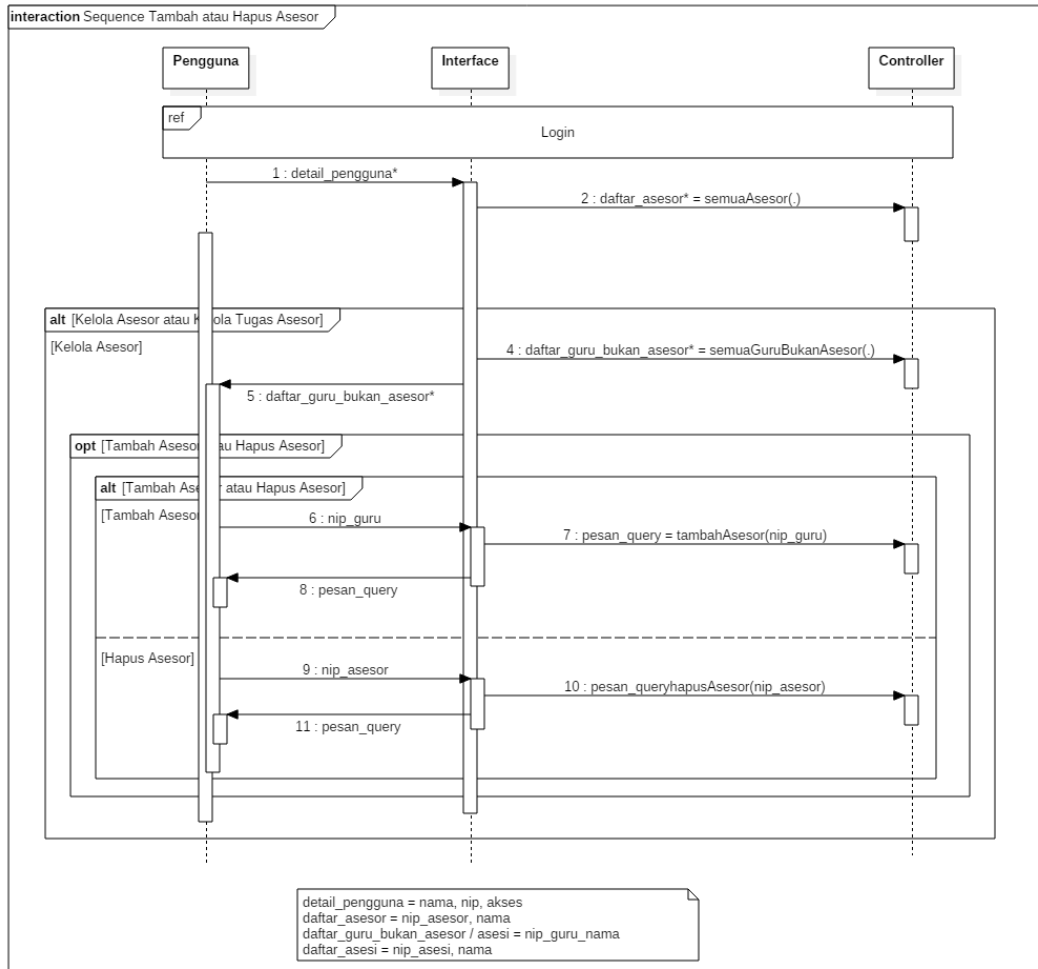 interaction Sequence Tambah atau Hapus Asesor
Pengguna
Interface
Controller
ref
Login
1 : detail_pengguna*
2 : daftar_asesor* = semuaAsesor(.)
alt [Kelola Asesor atau Kelola Tugas Asesor]
[Kelola Asesor]
4 : daftar_guru_bukan_asesor* = semuaGuruBukanAsesor(.)
5 : daftar_guru_bukan_asesor*
opt [Tambah Asesor atau Hapus Asesor]
alt [Tambah Asesor atau Hapus Asesor]
[Tambah Asesor
6 : nip_guru
7 : pesan_query = tambahAsesor(nip_guru)
8 : pesan_query
[Hapus Asesor]
9 : nip_asesor
10 : pesan_queryhapusAsesor(nip_asesor)
11 : pesan_query
detail_pengguna = nama, nip, akses
daftar_asesor = nip_asesor, nama
daftar_guru_bukan_asesor / asesi = nip_guru_nama
daftar_asesi = nip_asesi, nama